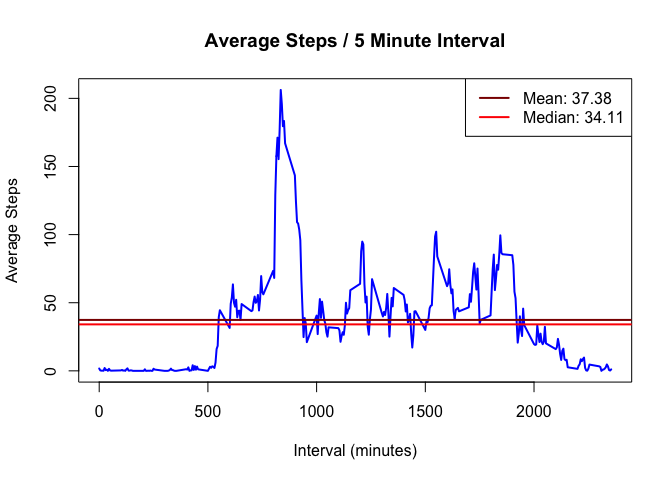 Average Steps / 5 Minute Interval
Mean: 37.38
Median: 34.11
Average Steps
200
150
100
50
0
0 500 1000 1500 2000
Interval (minutes)